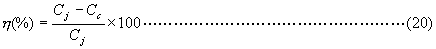 η(%) = (C_j − C_c) / C_j × 100 ……………………………………………(20)